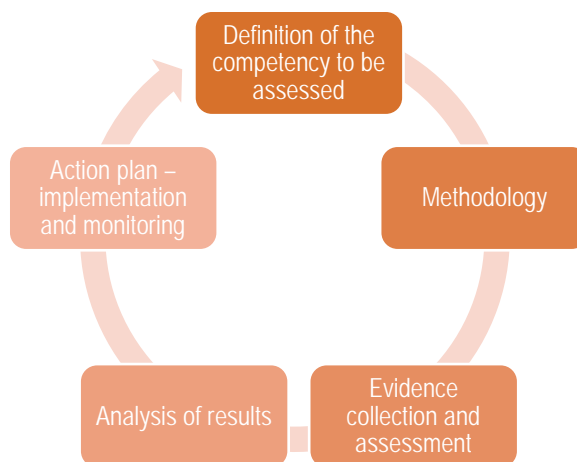 Definition of the
competency to be
assessed
Methodology
Evidence
collection and
assessment
Analysis of results
Action plan –
implementation
and monitoring